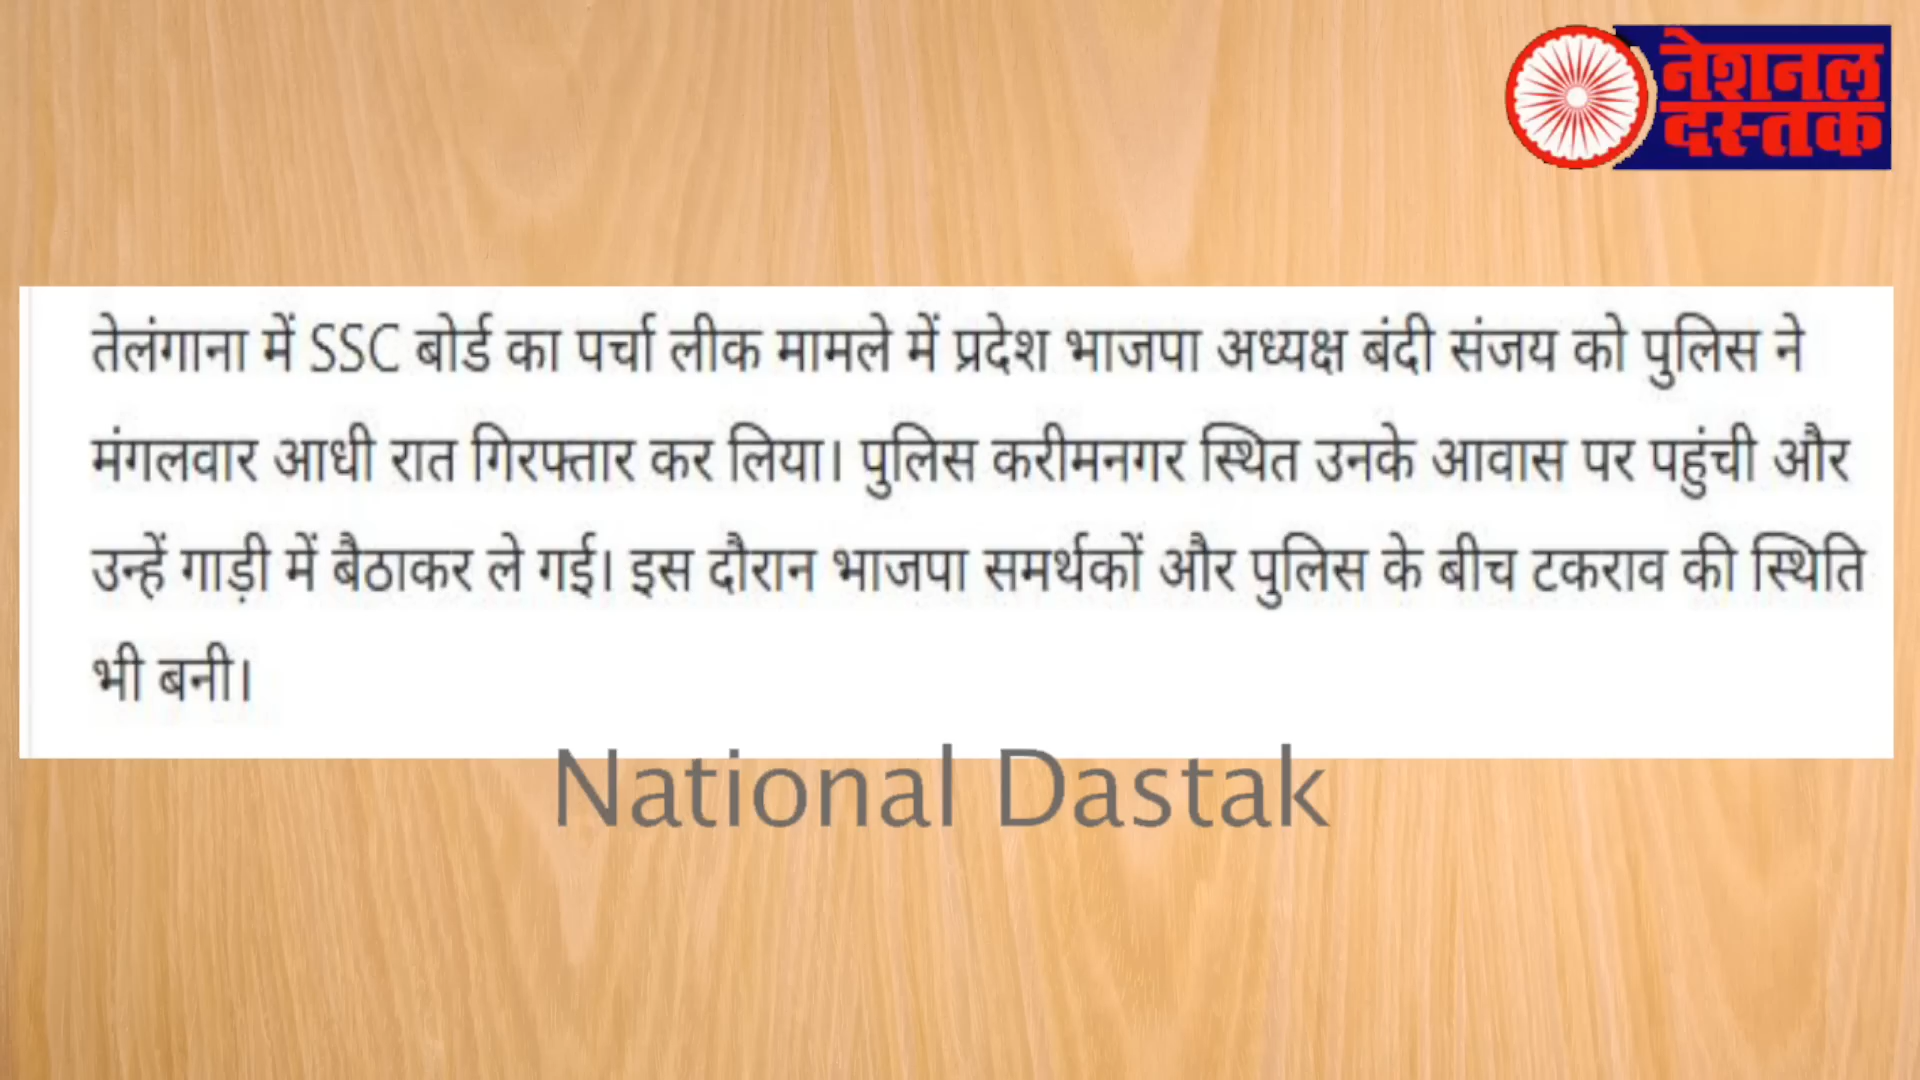 नेशनल
दस्तक
तेलंगाना में SSC बोर्ड का पर्चा लीक मामले में प्रदेश भाजपा अध्यक्ष बंदी संजय को पुलिस ने
मंगलवार आधी रात गिरफ्तार कर लिया। पुलिस करीमनगर स्थित उनके आवास पर पहुंची और
उन्हें गाड़ी में बैठाकर ले गई। इस दौरान भाजपा समर्थकों और पुलिस के बीच टकराव की स्थिति
भी बनी।
National Dastak